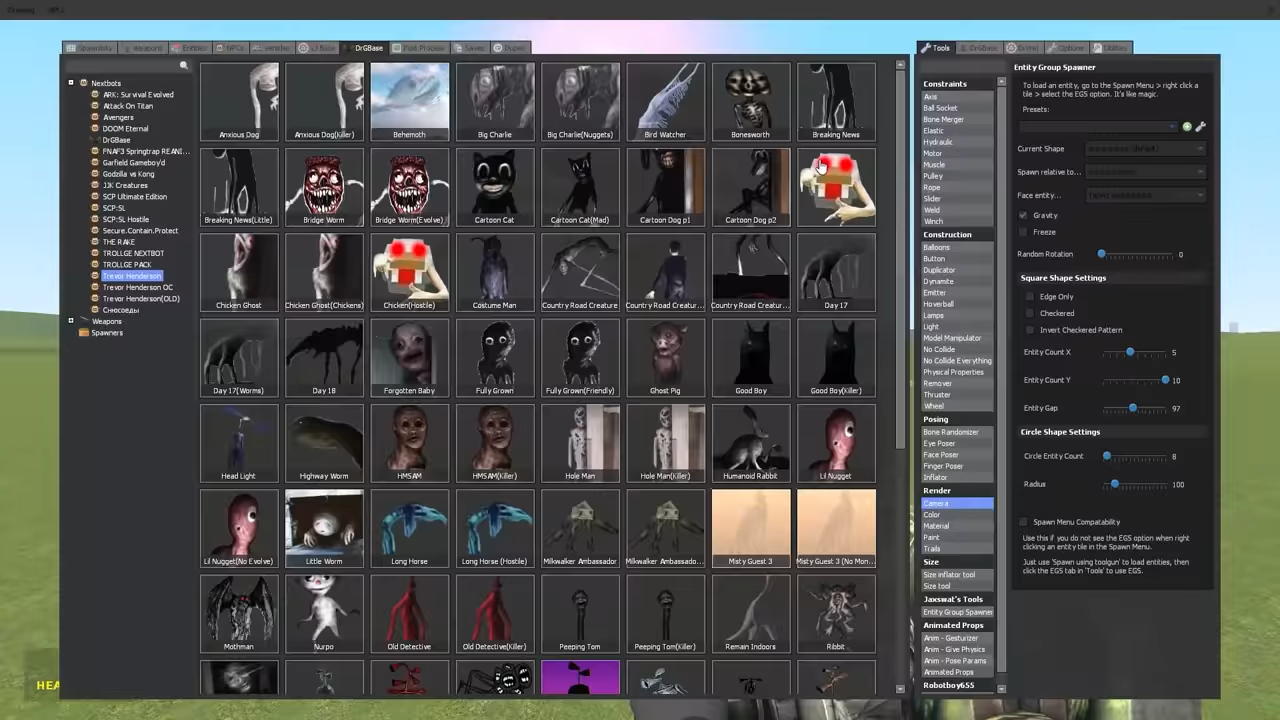 Spawnlists
Weapons
Entities
NPCs
Vehicles
DrGBase
Post Process
Saves
Dupes
Nextbots
ARK: Survival Evolved
Attack On Titan
Avengers
DOOM Eternal
DrGBase
FNAF3 Springtrap REANI...
Garfield Gameboy'd
Godzilla vs Kong
JJK Creatures
SCP Ultimate Edition
SCP-SL
SCP:SL Hostile
Secure.Contain.Protect
THE RAKE
TROLLGE NEXTBOT
TROLLGE PACK
Trevor Henderson
Trevor Henderson OC
Trevor Henderson(OLD)
Снюсоеды
Weapons
Spawners
Anxious Dog
Anxious Dog(Killer)
Behemoth
Big Charlie
Big Charlie(Nuggets)
Bird Watcher
Bonesworth
Breaking News
Breaking News(Little)
Bridge Worm
Bridge Worm(Evolve)
Cartoon Cat
Cartoon Cat(Mad)
Cartoon Dog p1
Cartoon Dog p2
Chicken Ghost
Chicken Ghost(Chickens)
Chicken(Hostile)
Costume Man
Country Road Creature
Country Road Creatur...
Country Road Creatur...
Day 17
Day 17(Worms)
Day 18
Forgotten Baby
Fully Grown
Fully Grown(Friendly)
Ghost Pig
Good Boy
Good Boy(Killer)
Head Light
Highway Worm
HMSAM
HMSAM(Killer)
Hole Man
Hole Man(Killer)
Humanoid Rabbit
Lil Nugget
Lil Nugget(No Evolve)
Little Worm
Long Horse
Long Horse (Hostile)
Milkwalker Ambassador
Milkwalker Ambassado...
Misty Guest 3
Misty Guest 3 (No Mon...
Mothman
Nurpo
Old Detective
Old Detective(Killer)
Peeping Tom
Peeping Tom(Killer)
Remain Indoors
Ribbit
Tools
DrGBase
Options
Utilities
Constraints
Axis
Ball Socket
Bone Merger
Elastic
Hydraulic
Motor
Muscle
Pulley
Rope
Slider
Weld
Winch
Construction
Balloons
Button
Duplicator
Dynamite
Emitter
Hoverball
Lamps
Light
Model Manipulator
No Collide
No Collide Everything
Physical Properties
Remover
Thruster
Wheel
Posing
Bone Randomizer
Eye Poser
Face Poser
Finger Poser
Inflator
Render
Camera
Color
Material
Paint
Trails
Size
Size inflator tool
Size tool
Jaxswat's Tools
Entity Group Spawner
Animated Props
Anim - Gesturizer
Anim - Give Physics
Anim - Pose Params
Animated Props
Robotboy655
Entity Group Spawner
To load an entity, go to the Spawn Menu > right click a
tile > select the EGS option. It's like magic.
Presets:
Current Shape
Spawn relative to...
Face entity...
Gravity
Freeze
Random Rotation 0
Square Shape Settings
Edge Only
Checkered
Invert Checkered Pattern
Entity Count X 5
Entity Count Y 10
Entity Gap 97
Circle Shape Settings
Circle Entity Count 8
Radius 100
Spawn Menu Compatability
Use this if you do not see the EGS option when right
clicking an entity tile in the Spawn Menu.
Just use 'Spawn using toolgun' to load entities, then
click the EGS tab in 'Tools' to use EGS.
HEA